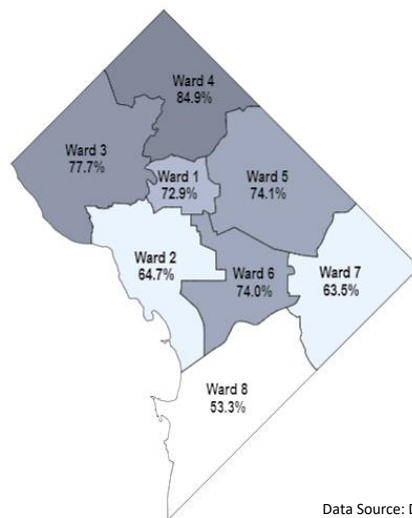 Ward 4
84.9%
Ward 3
77.7%
Ward 1
72.9%
Ward 5
74.1%
Ward 2
64.7%
Ward 6
74.0%
Ward 7
63.5%
Ward 8
53.3%
Data Source: